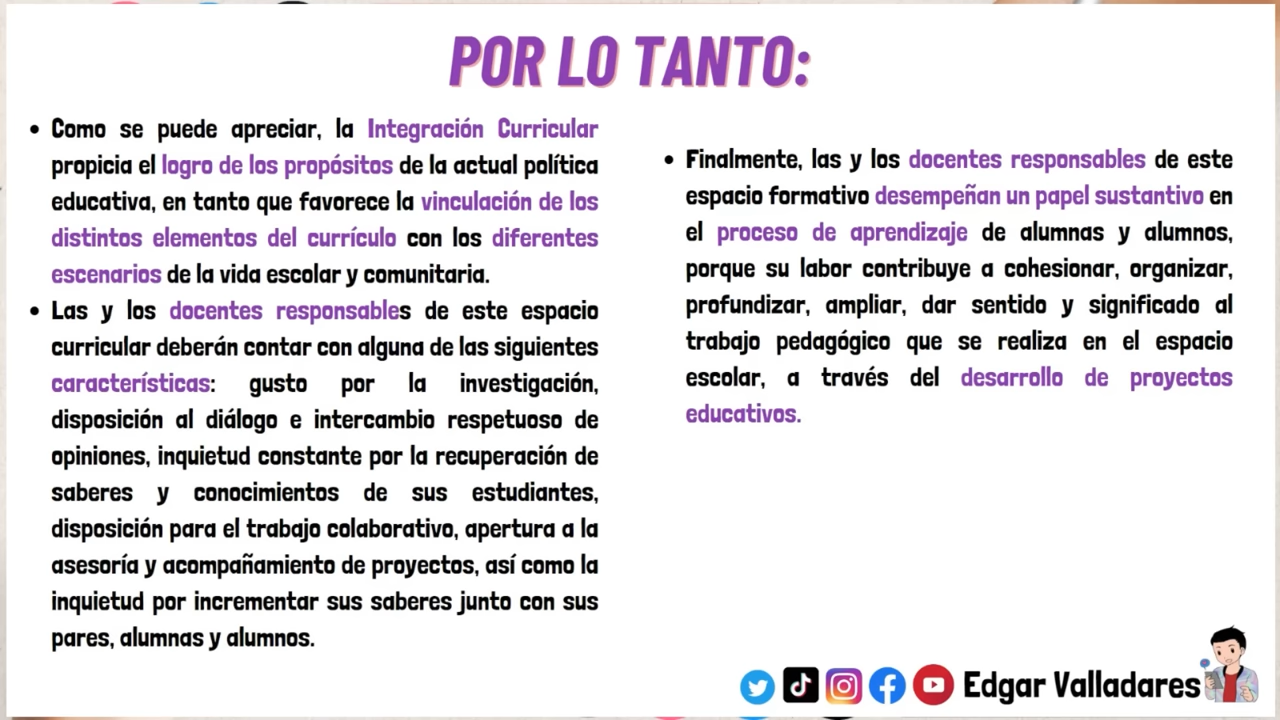 POR LO TANTO:
• Como se puede apreciar, la Integración Curricular
propicia el logro de los propósitos de la actual política
educativa, en tanto que favorece la vinculación de los
distintos elementos del currículo con los diferentes
escenarios de la vida escolar y comunitaria.
• Las y los docentes responsables de este espacio
curricular deberán contar con alguna de las siguientes
características: gusto por la investigación,
disposición al diálogo e intercambio respetuoso de
opiniones, inquietud constante por la recuperación de
saberes y conocimientos de sus estudiantes,
disposición para el trabajo colaborativo, apertura a la
asesoría y acompañamiento de proyectos, así como la
inquietud por incrementar sus saberes junto con sus
pares, alumnas y alumnos.
• Finalmente, las y los docentes responsables de este
espacio formativo desempeñan un papel sustantivo en
el proceso de aprendizaje de alumnas y alumnos,
porque su labor contribuye a cohesionar, organizar,
profundizar, ampliar, dar sentido y significado al
trabajo pedagógico que se realiza en el espacio
escolar, a través del desarrollo de proyectos
educativos.
Edgar Valladares